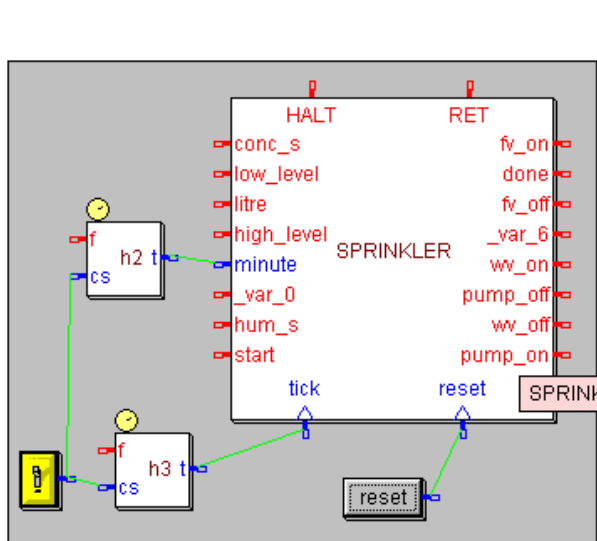 HALT RET
conc_s fv_on
low_level done
litre fv_off
f high_level _var_6
h2 t SPRINKLER
cs minute wv_on
_var_0 pump_off
hum_s wv_off
start pump_on
tick reset
SPRINK
f
h3 t
cs
reset